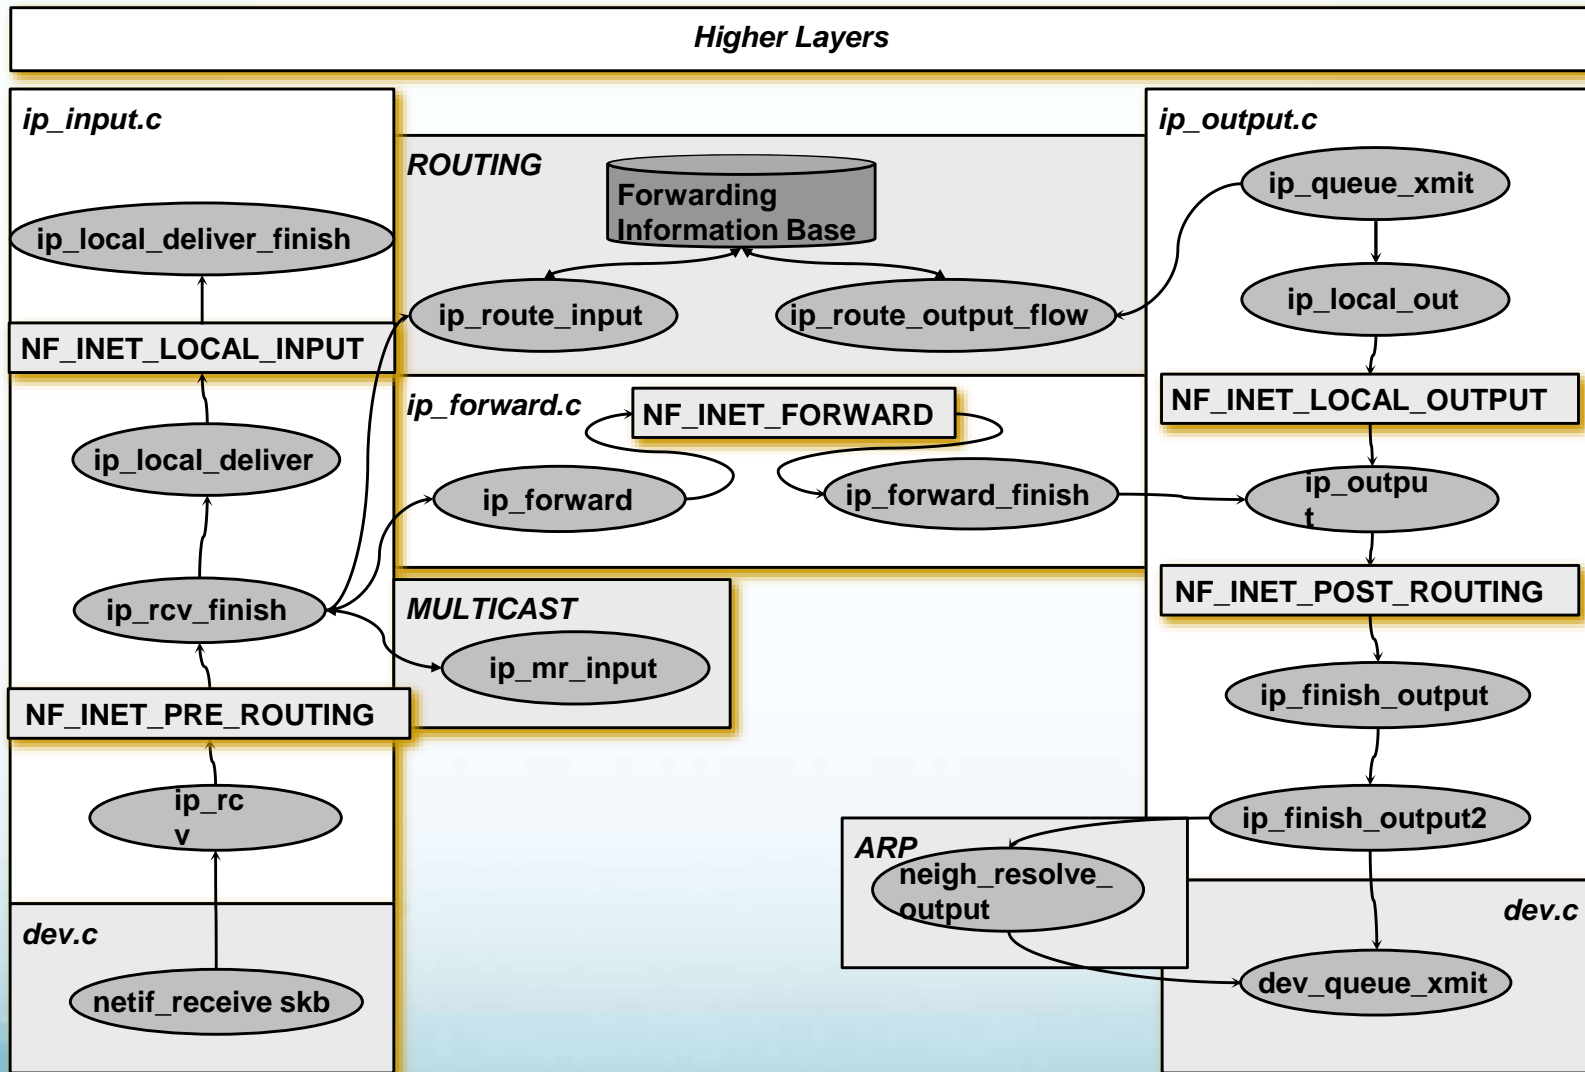 Higher Layers
ip_input.c
ip_local_deliver_finish
NF_INET_LOCAL_INPUT
ip_local_deliver
ip_rcv_finish
NF_INET_PRE_ROUTING
ip_rc
v
dev.c
netif_receive skb
ROUTING
Forwarding
Information Base
ip_route_input
ip_route_output_flow
ip_forward.c
NF_INET_FORWARD
ip_forward
ip_forward_finish
MULTICAST
ip_mr_input
ARP
neigh_resolve_
output
ip_output.c
ip_queue_xmit
ip_local_out
NF_INET_LOCAL_OUTPUT
ip_outpu
t
NF_INET_POST_ROUTING
ip_finish_output
ip_finish_output2
dev.c
dev_queue_xmit